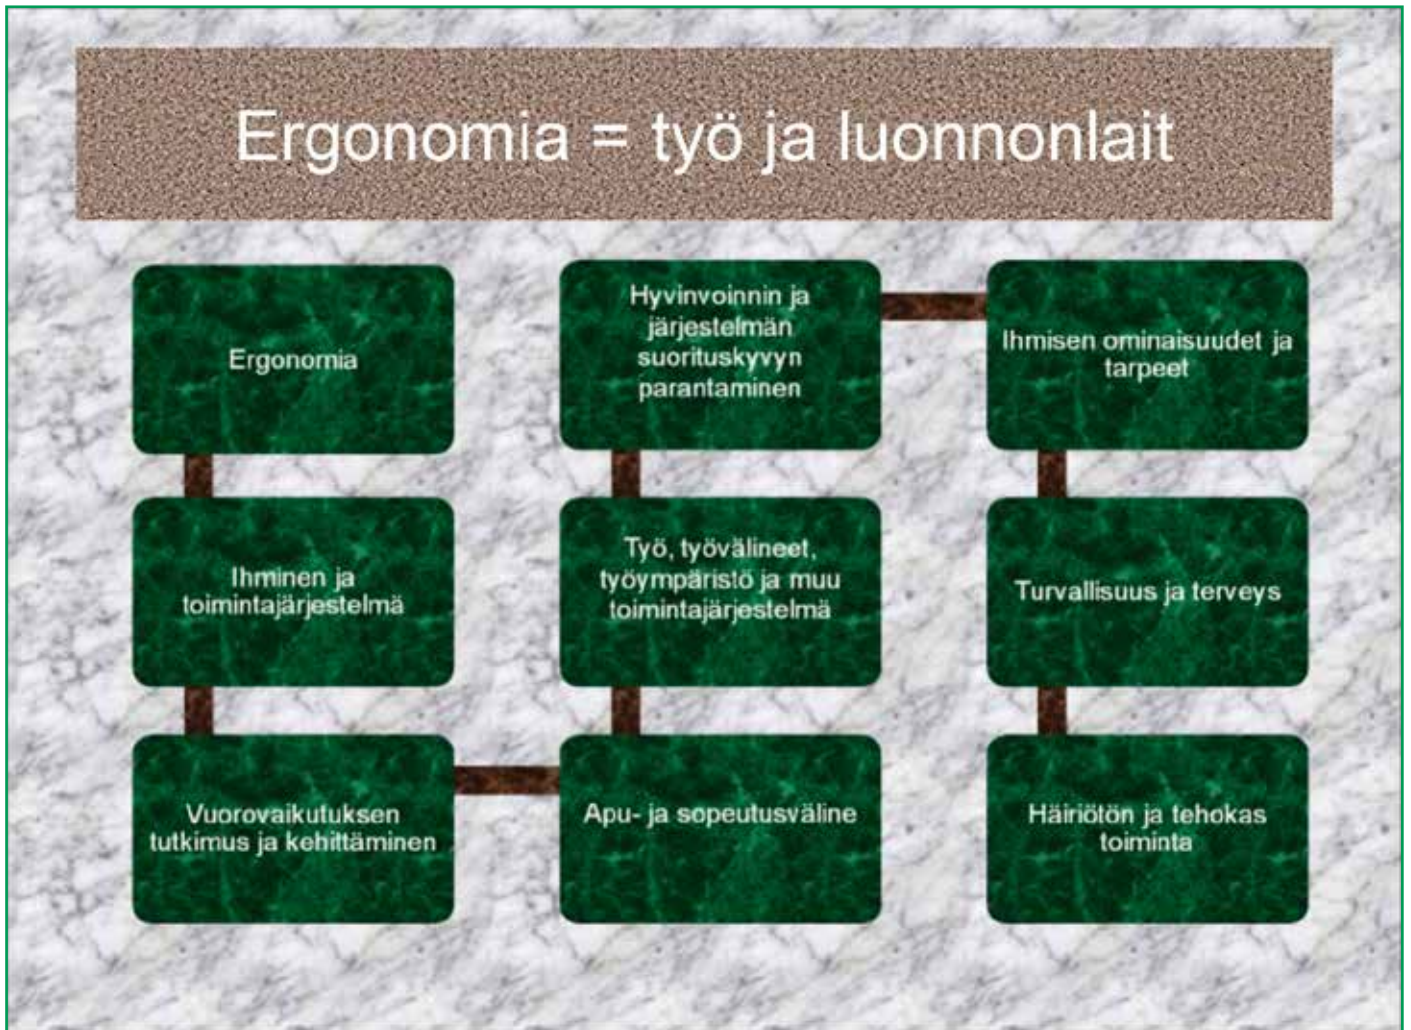 Ergonomia = työ ja luonnonlait
Ergonomia
Ihminen ja
toimintajärjestelmä
Vuorovaikutuksen
tutkimus ja kehittäminen
Apu- ja sopeutusväline
Työ, työvälineet,
työympäristö ja muu
toimintajärjestelmä
Hyvinvoinnin ja
järjestelmän
suorituskyvyn
parantaminen
Ihmisen ominaisuudet ja
tarpeet
Turvallisuus ja terveys
Häiriötön ja tehokas
toiminta